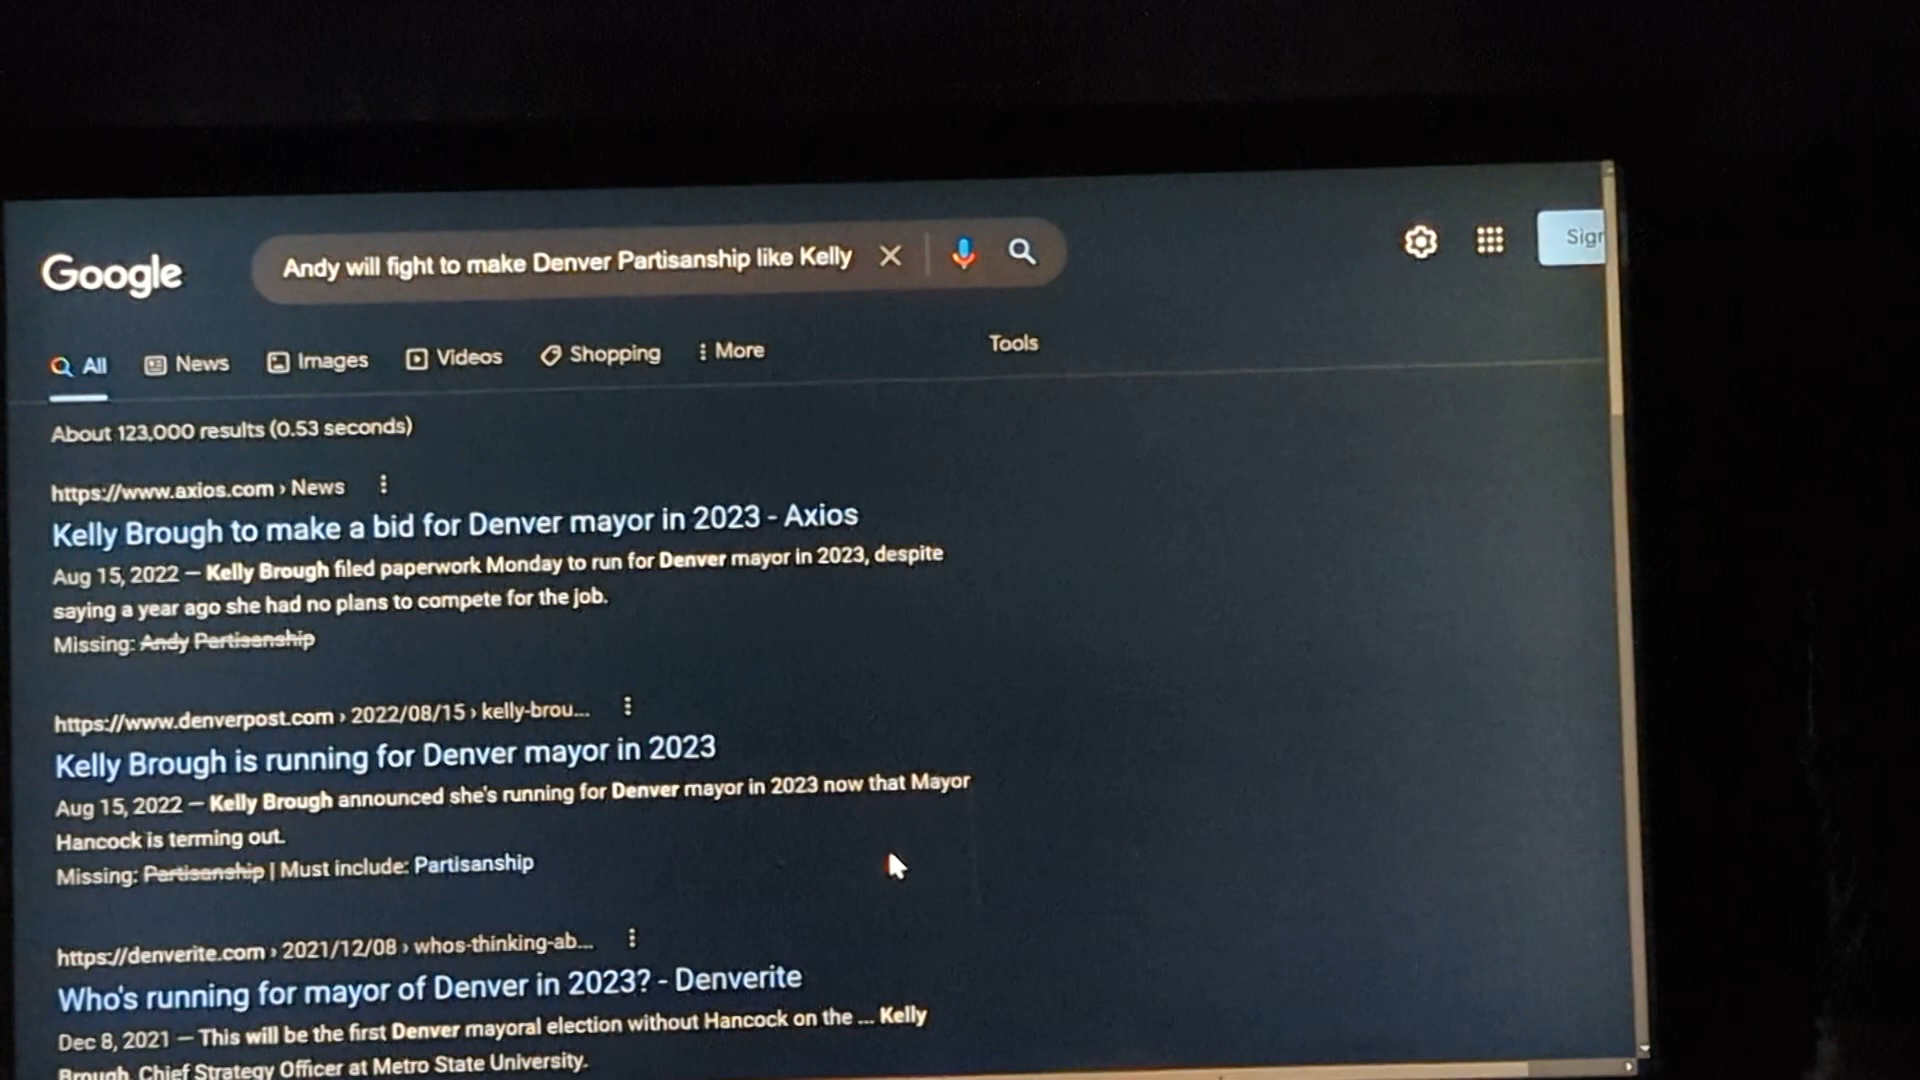 Google
Andy will fight to make Denver Partisanship like Kelly
Sigr
All
News
Images
Videos
Shopping
More
Tools
About 123,000 results (0.53 seconds)
https://www.axios.com › News
Kelly Brough to make a bid for Denver mayor in 2023 - Axios
Aug 15, 2022 — Kelly Brough filed paperwork Monday to run for Denver mayor in 2023, despite
saying a year ago she had no plans to compete for the job.
Missing: Andy Partisanship
https://www.denverpost.com › 2022/08/15 › kelly-brou...
Kelly Brough is running for Denver mayor in 2023
Aug 15, 2022 — Kelly Brough announced she's running for Denver mayor in 2023 now that Mayor
Hancock is terming out.
Missing: Partisanship | Must include: Partisanship
https://denverite.com › 2021/12/08 › whos-thinking-ab...
Who's running for mayor of Denver in 2023? - Denverite
Dec 8, 2021 — This will be the first Denver mayoral election without Hancock on the ... Kelly
Brough, Chief Strategy Officer at Metro State University.